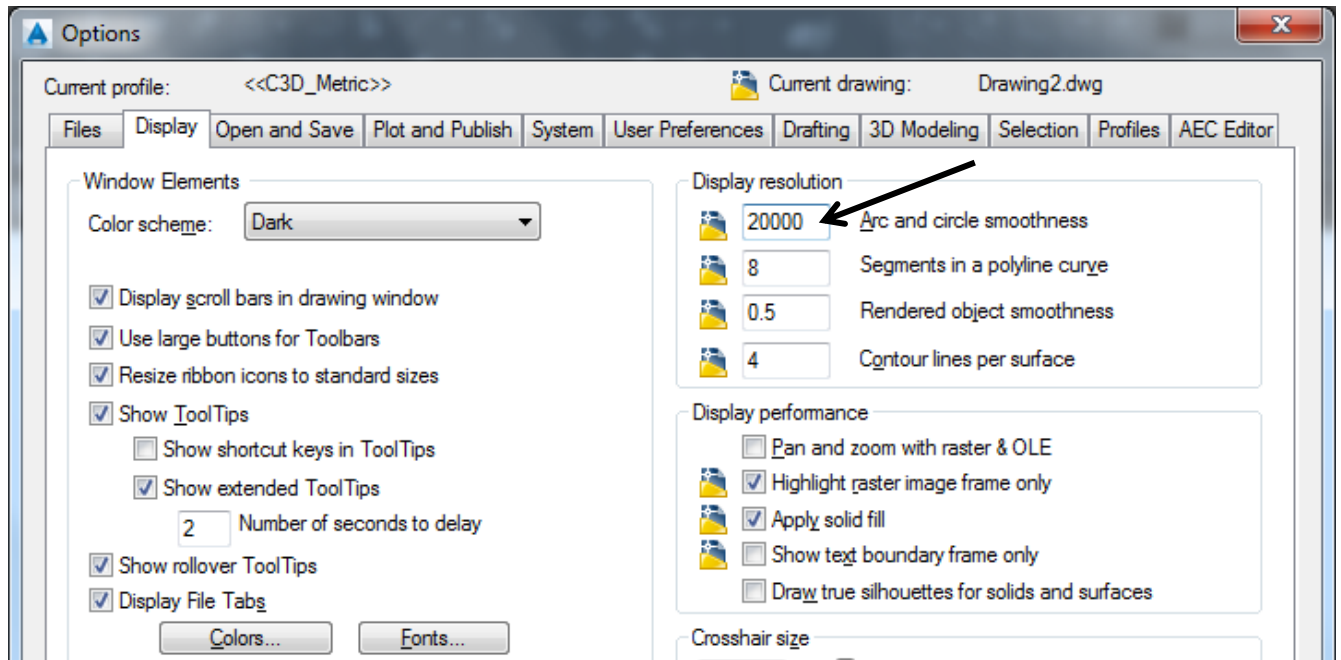 Options
Current profile: <<C3D_Metric>> Current drawing: Drawing2.dwg
Files Display Open and Save Plot and Publish System User Preferences Drafting 3D Modeling Selection Profiles AEC Editor
Window Elements
Color scheme: Dark
Display scroll bars in drawing window
Use large buttons for Toolbars
Resize ribbon icons to standard sizes
Show ToolTips
Show shortcut keys in ToolTips
Show extended ToolTips
2 Number of seconds to delay
Show rollover ToolTips
Display File Tabs
Colors... Fonts...
Display resolution
20000 Arc and circle smoothness
8 Segments in a polyline curve
0.5 Rendered object smoothness
4 Contour lines per surface
Display performance
Pan and zoom with raster & OLE
Highlight raster image frame only
Apply solid fill
Show text boundary frame only
Draw true silhouettes for solids and surfaces
Crosshair size